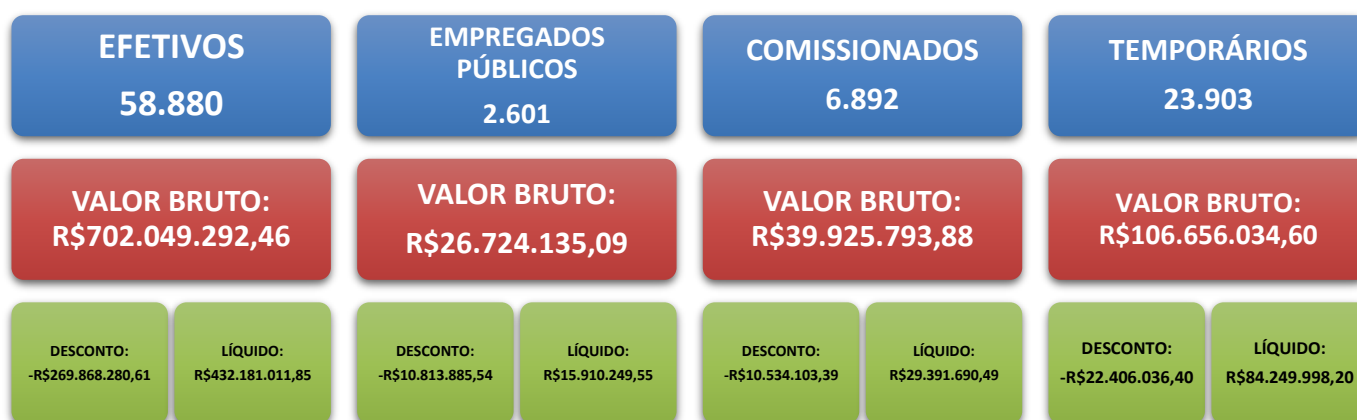 EFETIVOS
58.880
EMPREGADOS
PÚBLICOS
2.601
COMISSIONADOS
6.892
TEMPORÁRIOS
23.903
VALOR BRUTO:
R$702.049.292,46
VALOR BRUTO:
R$26.724.135,09
VALOR BRUTO:
R$39.925.793,88
VALOR BRUTO:
R$106.656.034,60
DESCONTO:
-R$269.868.280,61
LÍQUIDO:
R$432.181.011,85
DESCONTO:
-R$10.813.885,54
LÍQUIDO:
R$15.910.249,55
DESCONTO:
-R$10.534.103,39
LÍQUIDO:
R$29.391.690,49
DESCONTO:
-R$22.406.036,40
LÍQUIDO:
R$84.249.998,20